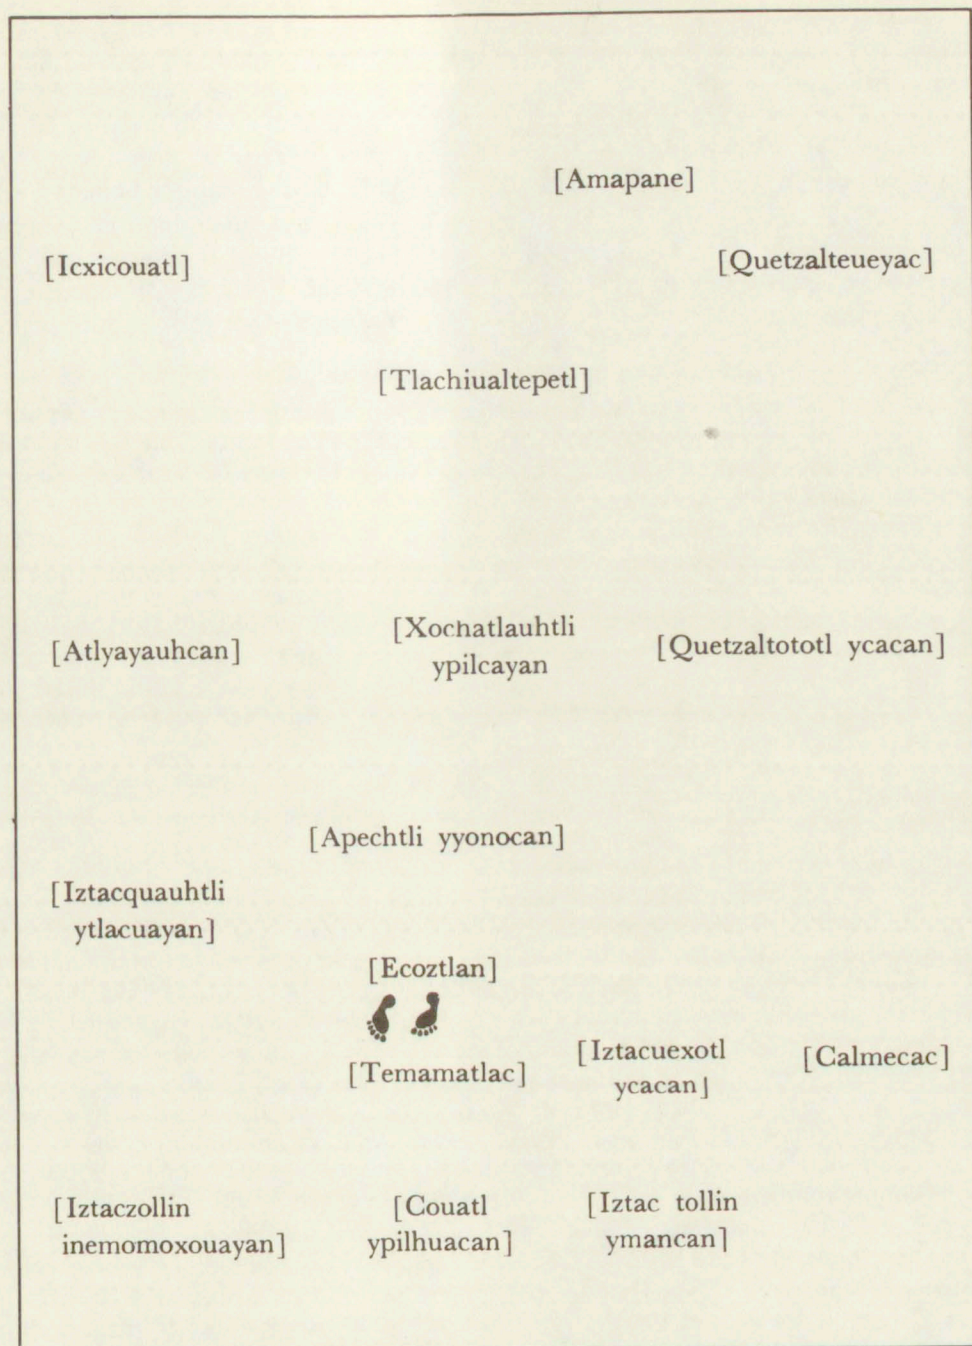 [Amapane]
[Icxicouatl]
[Quetzalteueyac]
[Tlachiualtepetl]
[Atlyayauhcan]
[Xochatlauhtli
ypilcayan
[Quetzaltototl ycacan]
[Apechtli yyonocan]
[Iztacquauhtli
ytlacuayan]
[Ecoztlan]
[Temamatlac]
[Iztacuexotl
ycacan]
[Calmecac]
[Iztaczollin
inemomoxouayan]
[Couatl
ypilhuacan]
[Iztac tollin
ymancan]